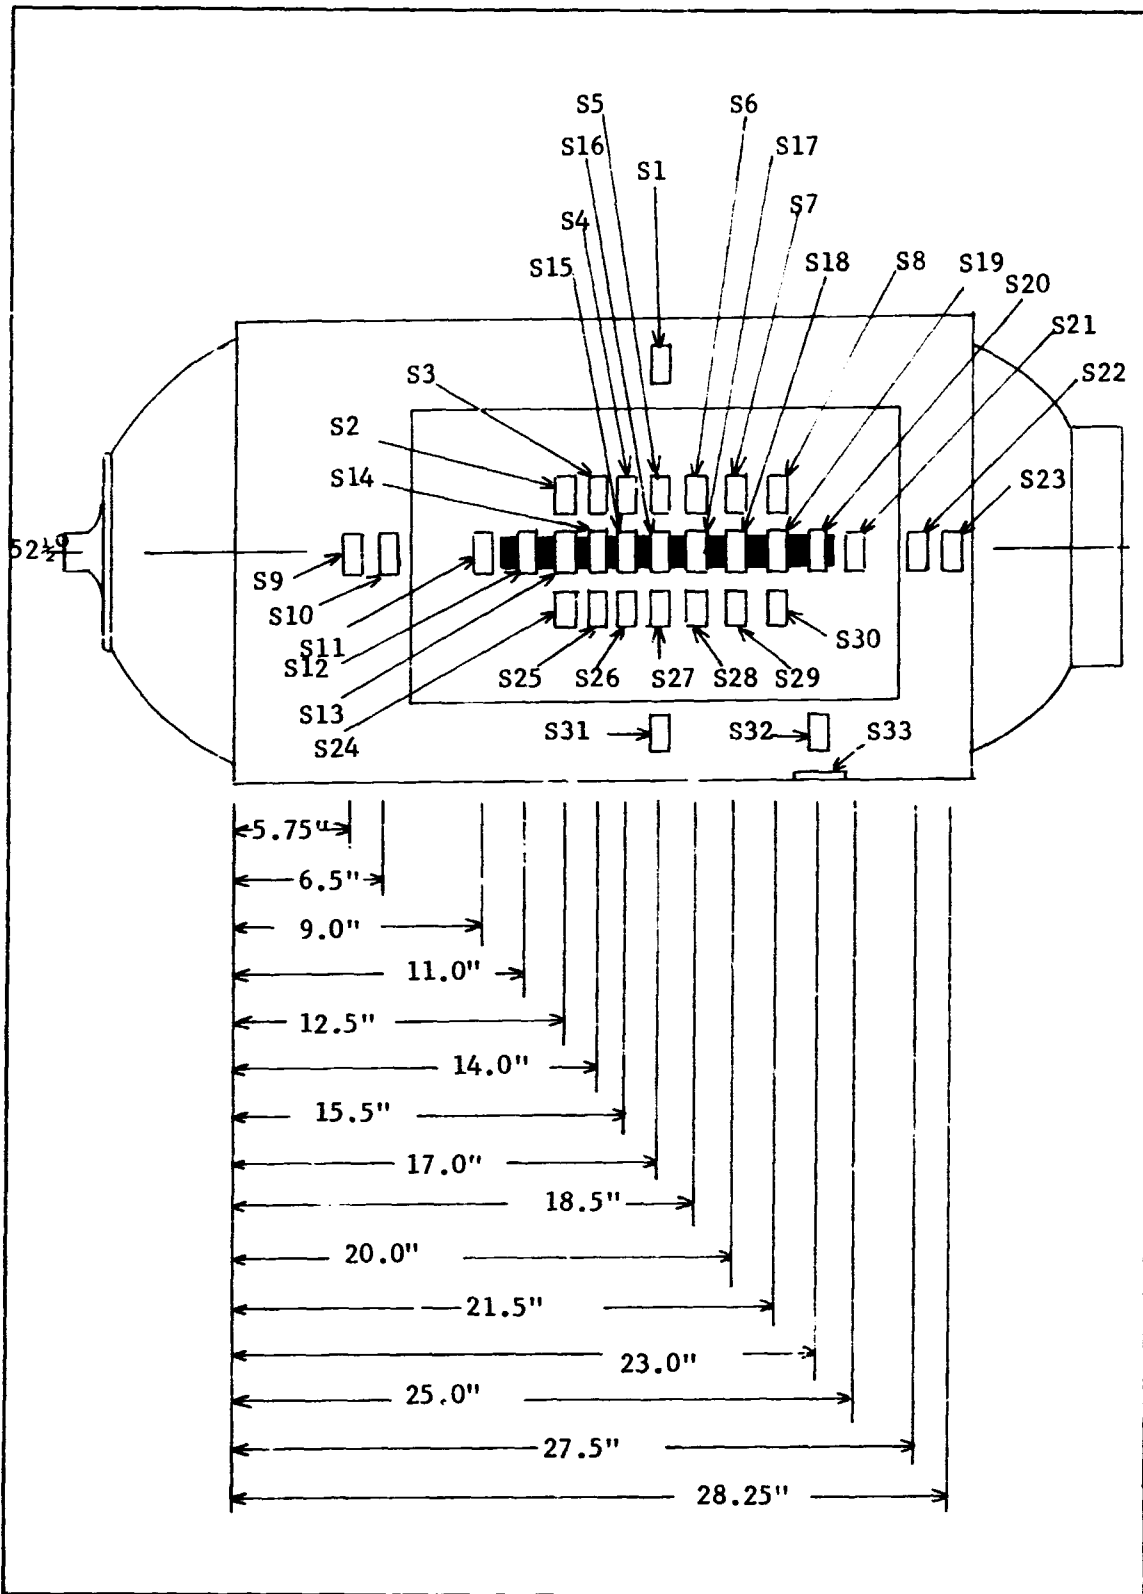 S5
S6
S16
S17
S1
S4
S7
S15
S18
S8
S19
S20
S21
S3
S22
S2
S14
S23
52½°
S9
S10
S11
S12
S30
S25
S26
S27
S28
S29
S13
S24
S31
S32
S33
5.75"
6.5"
9.0"
11.0"
12.5"
14.0"
15.5"
17.0"
18.5"
20.0"
21.5"
23.0"
25.0"
27.5"
28.25"